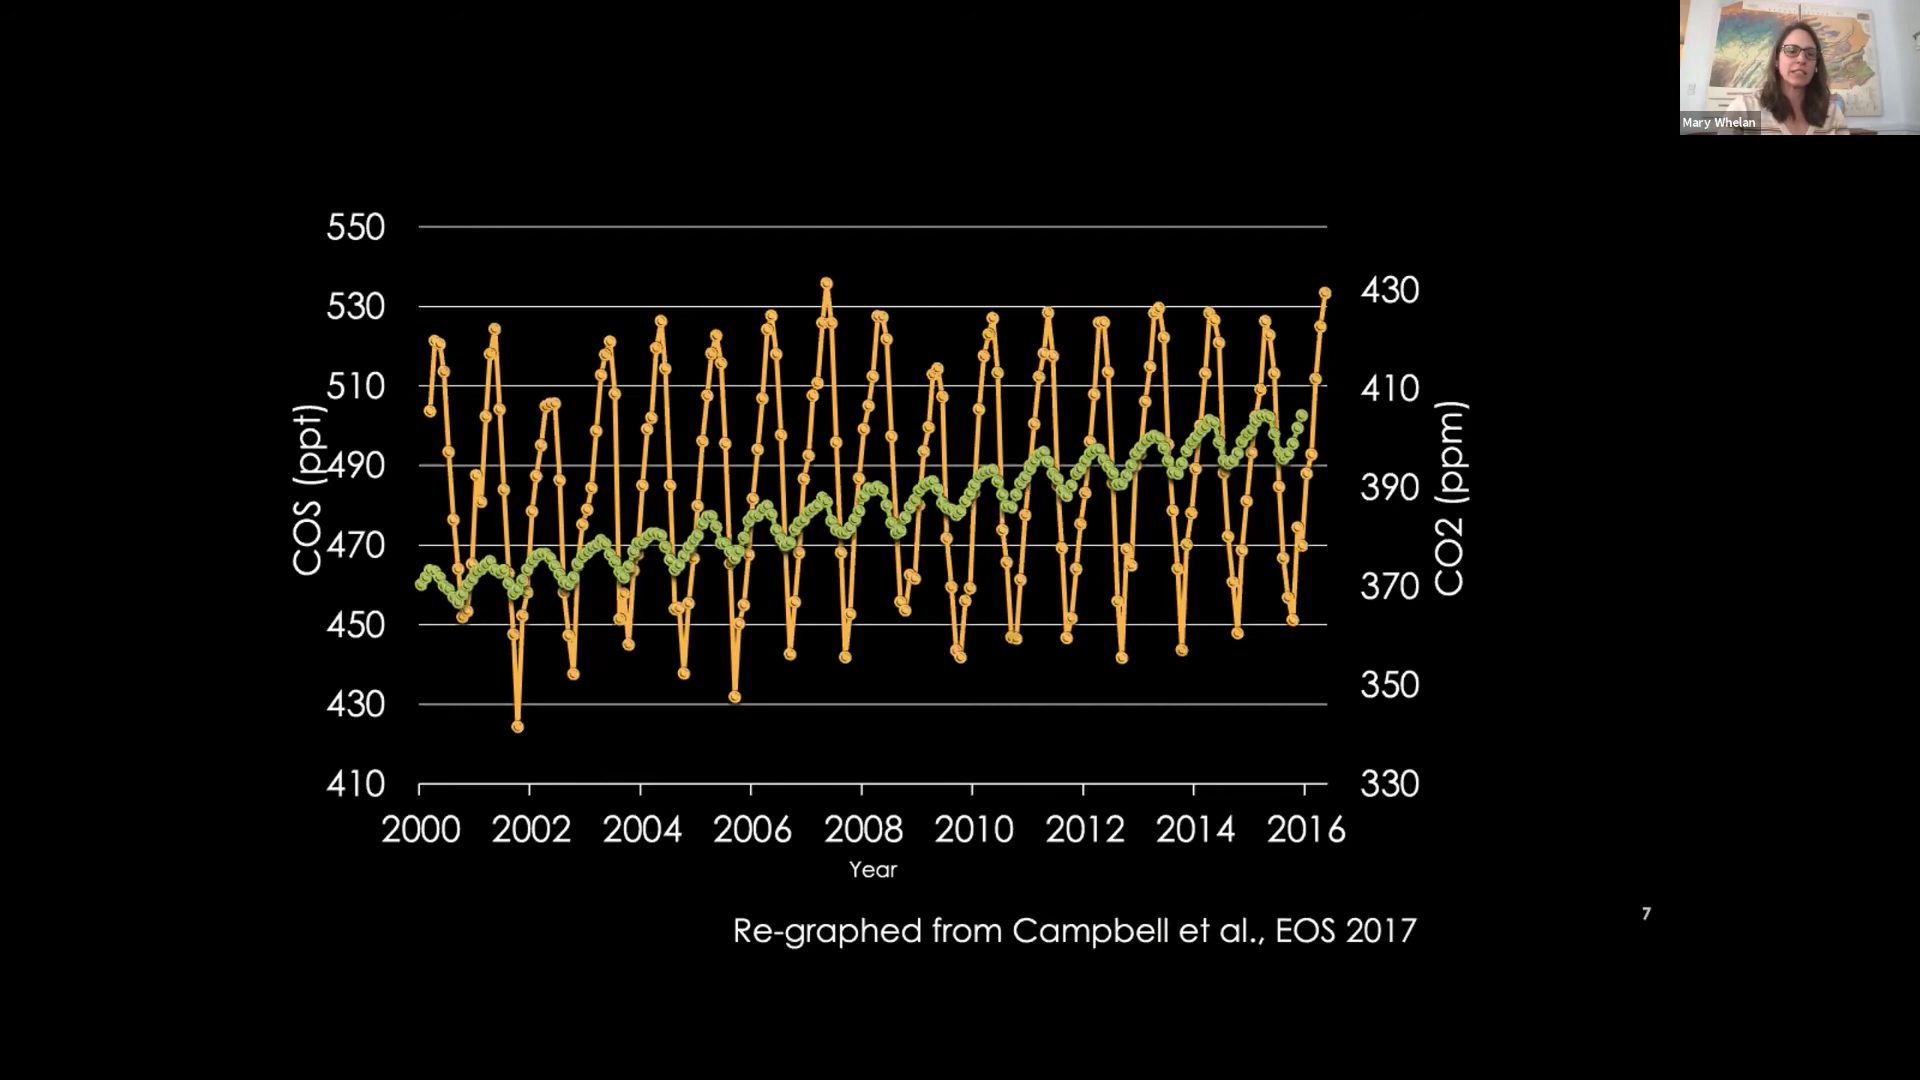 Mary Whelan
550
530
510
490
470
450
430
410
COS (ppt)
430
410
390
370
350
330
CO2 (ppm)
2000 2002 2004 2006 2008 2010 2012 2014 2016
Year
Re-graphed from Campbell et al., EOS 2017
7